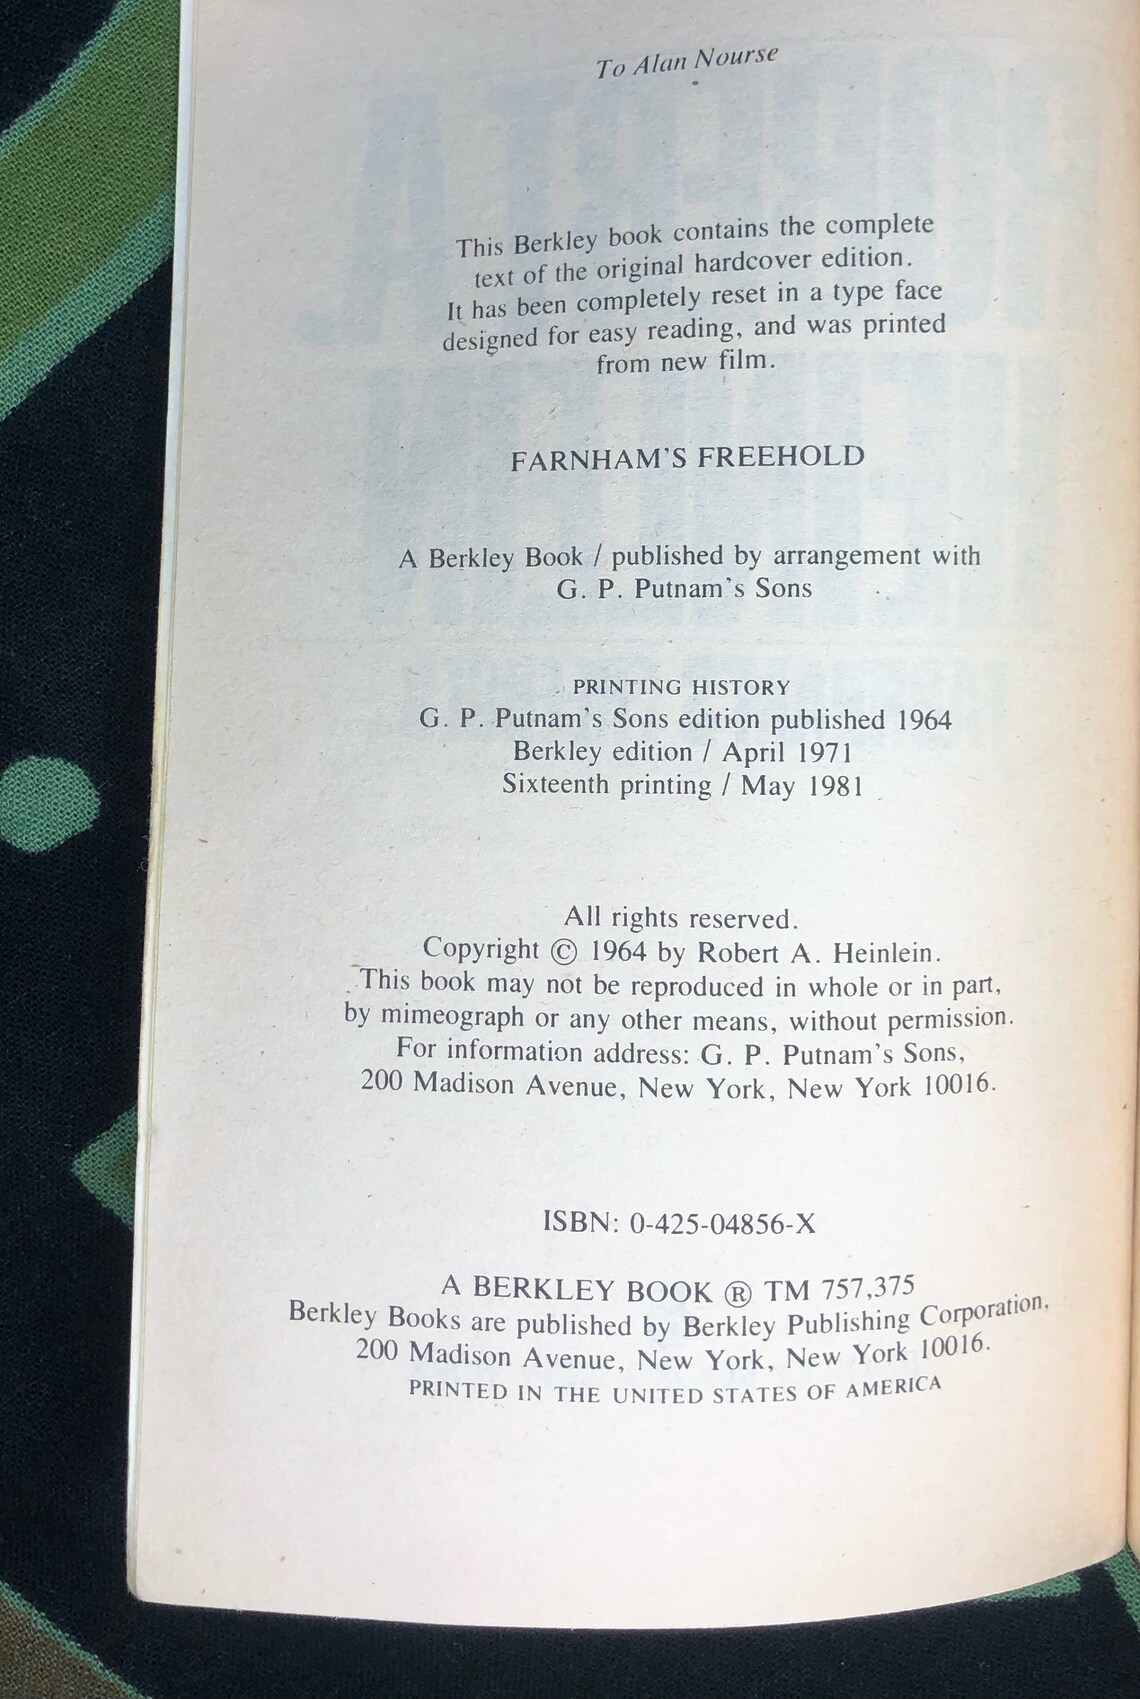 To Alan Nourse
This Berkley book contains the complete
text of the original hardcover edition.
It has been completely reset in a type face
designed for easy reading, and was printed
from new film.
FARNHAM'S FREEHOLD
A Berkley Book / published by arrangement with
G. P. Putnam's Sons
PRINTING HISTORY
G. P. Putnam's Sons edition published 1964
Berkley edition / April 1971
Sixteenth printing / May 1981
All rights reserved.
Copyright © 1964 by Robert A. Heinlein.
This book may not be reproduced in whole or in part,
by mimeograph or any other means, without permission.
For information address: G. P. Putnam's Sons,
200 Madison Avenue, New York, New York 10016.
ISBN: 0-425-04856-X
A BERKLEY BOOK ® TM 757,375
Berkley Books are published by Berkley Publishing Corporation,
200 Madison Avenue, New York, New York 10016.
PRINTED IN THE UNITED STATES OF AMERICA